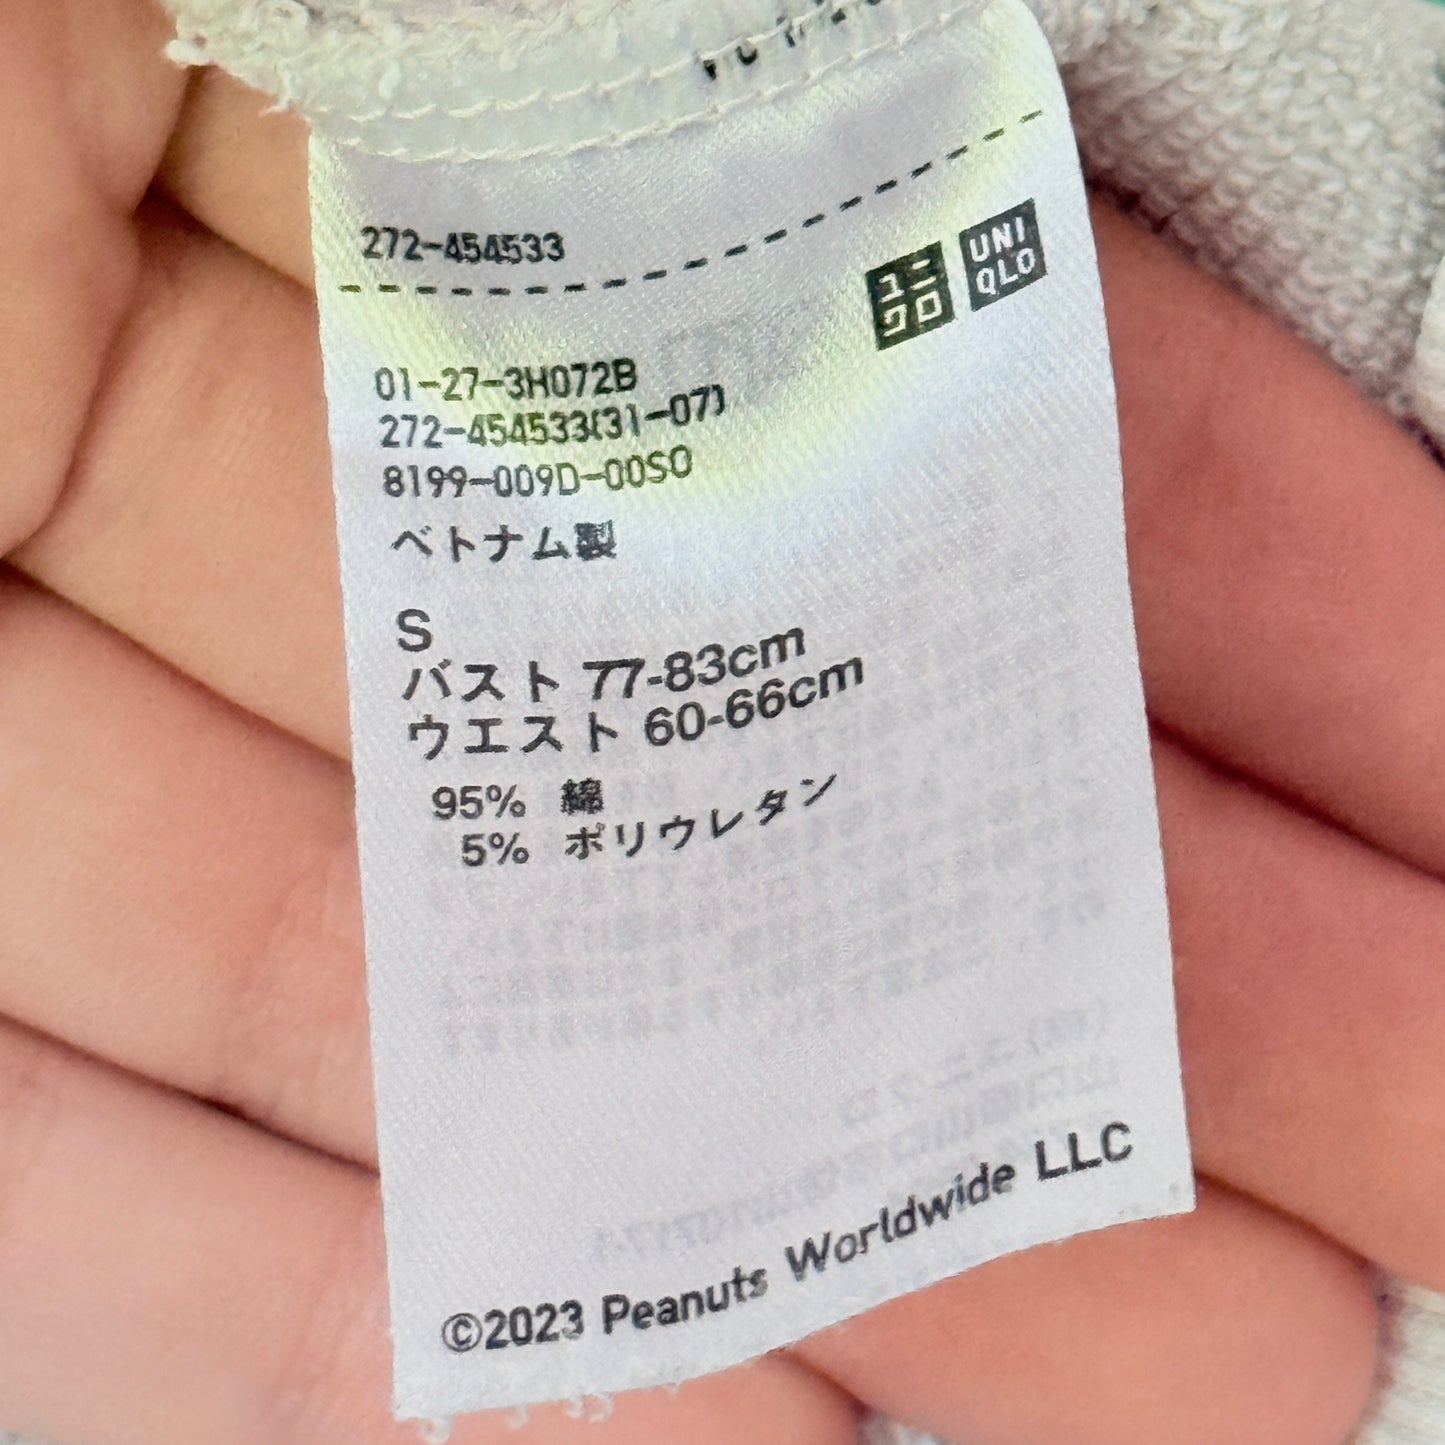 272-454533
ユニ
クロ
UNI
QLO
01-27-3H072B
272-454533(31-07)
8199-009D-00SO
ベトナム製
S
バスト 77-83cm
ウエスト 60-66cm
95% 綿
5% ポリウレタン
©2023 Peanuts Worldwide LLC